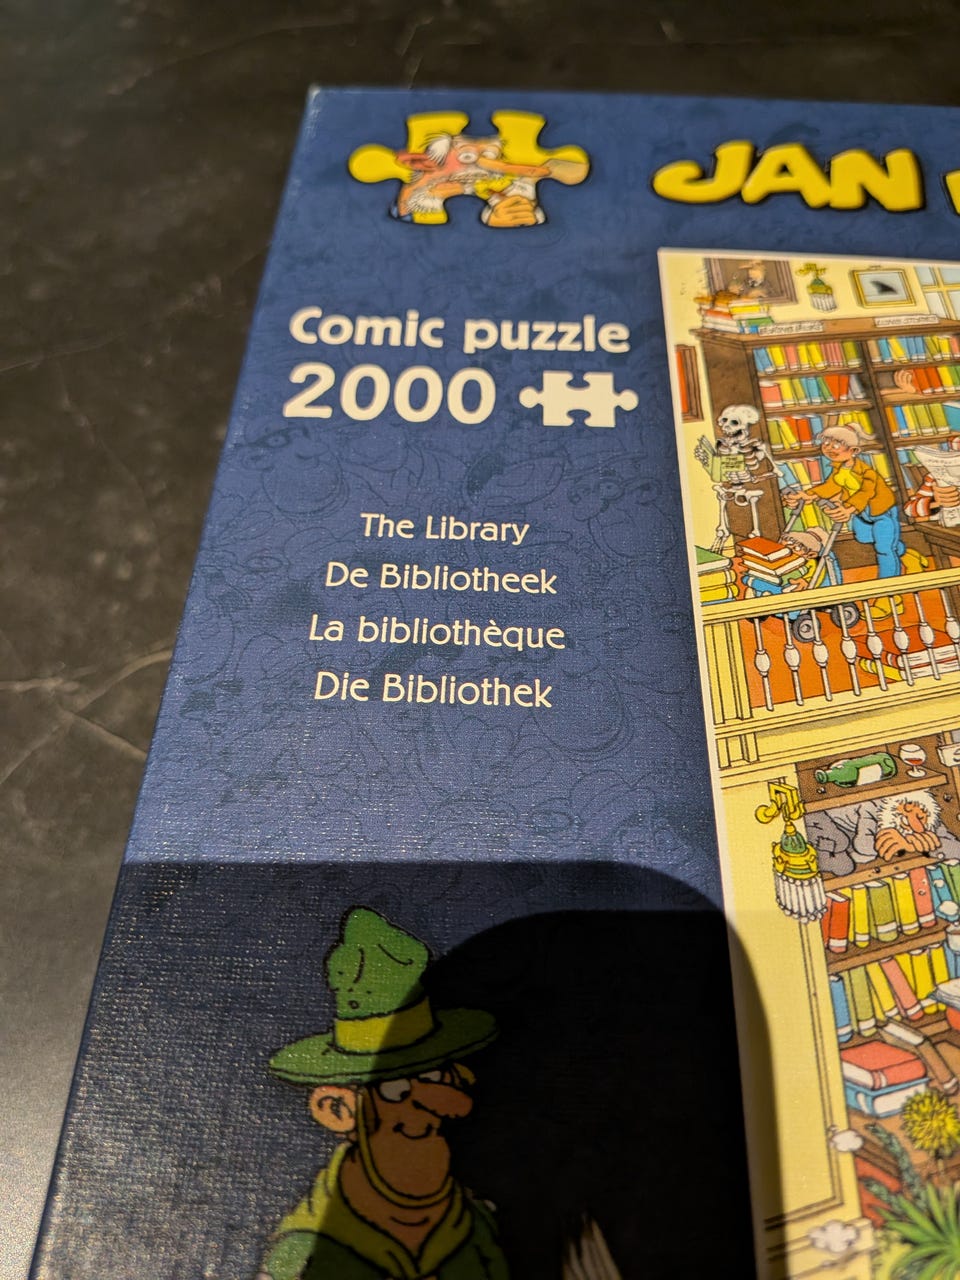 JAN
Comic puzzle
2000
The Library
De Bibliotheek
La bibliothèque
Die Bibliothek